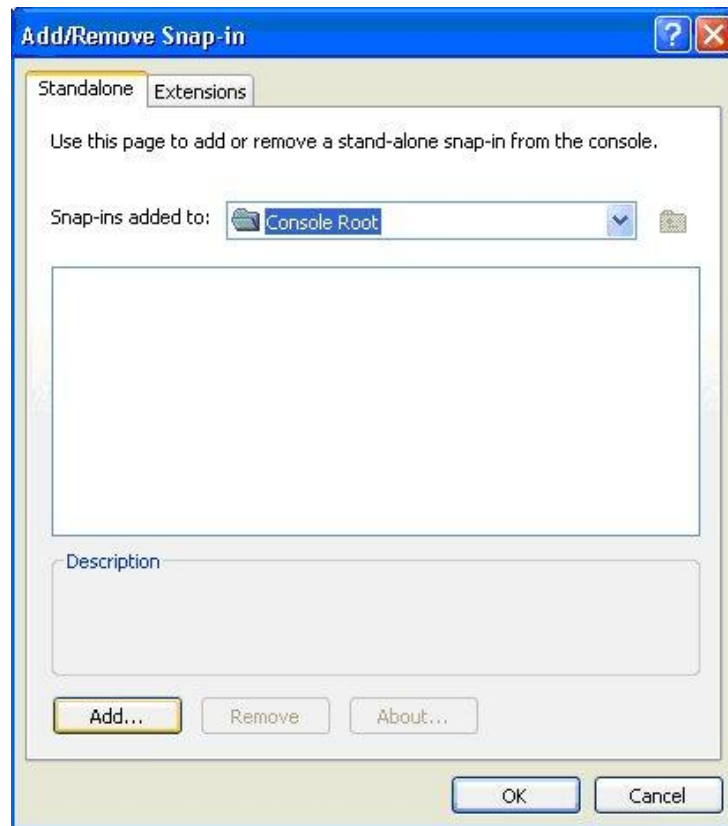 Add/Remove Snap-in
Standalone Extensions
Use this page to add or remove a stand-alone snap-in from the console.
Snap-ins added to: Console Root
Description
Add... Remove About...
OK Cancel